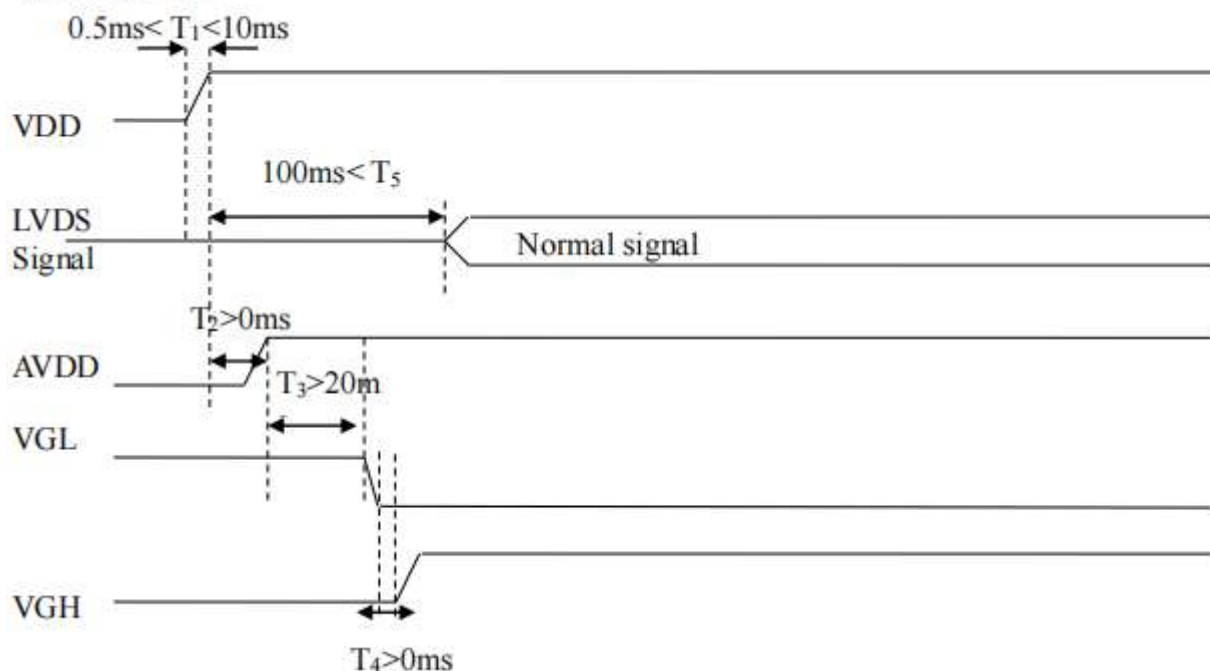 0.5ms< T₁<10ms
VDD
100ms< T₅
LVDS
Signal
Normal signal
T₂>0ms
AVDD
T₃>20m
VGL
VGH
T₄>0ms